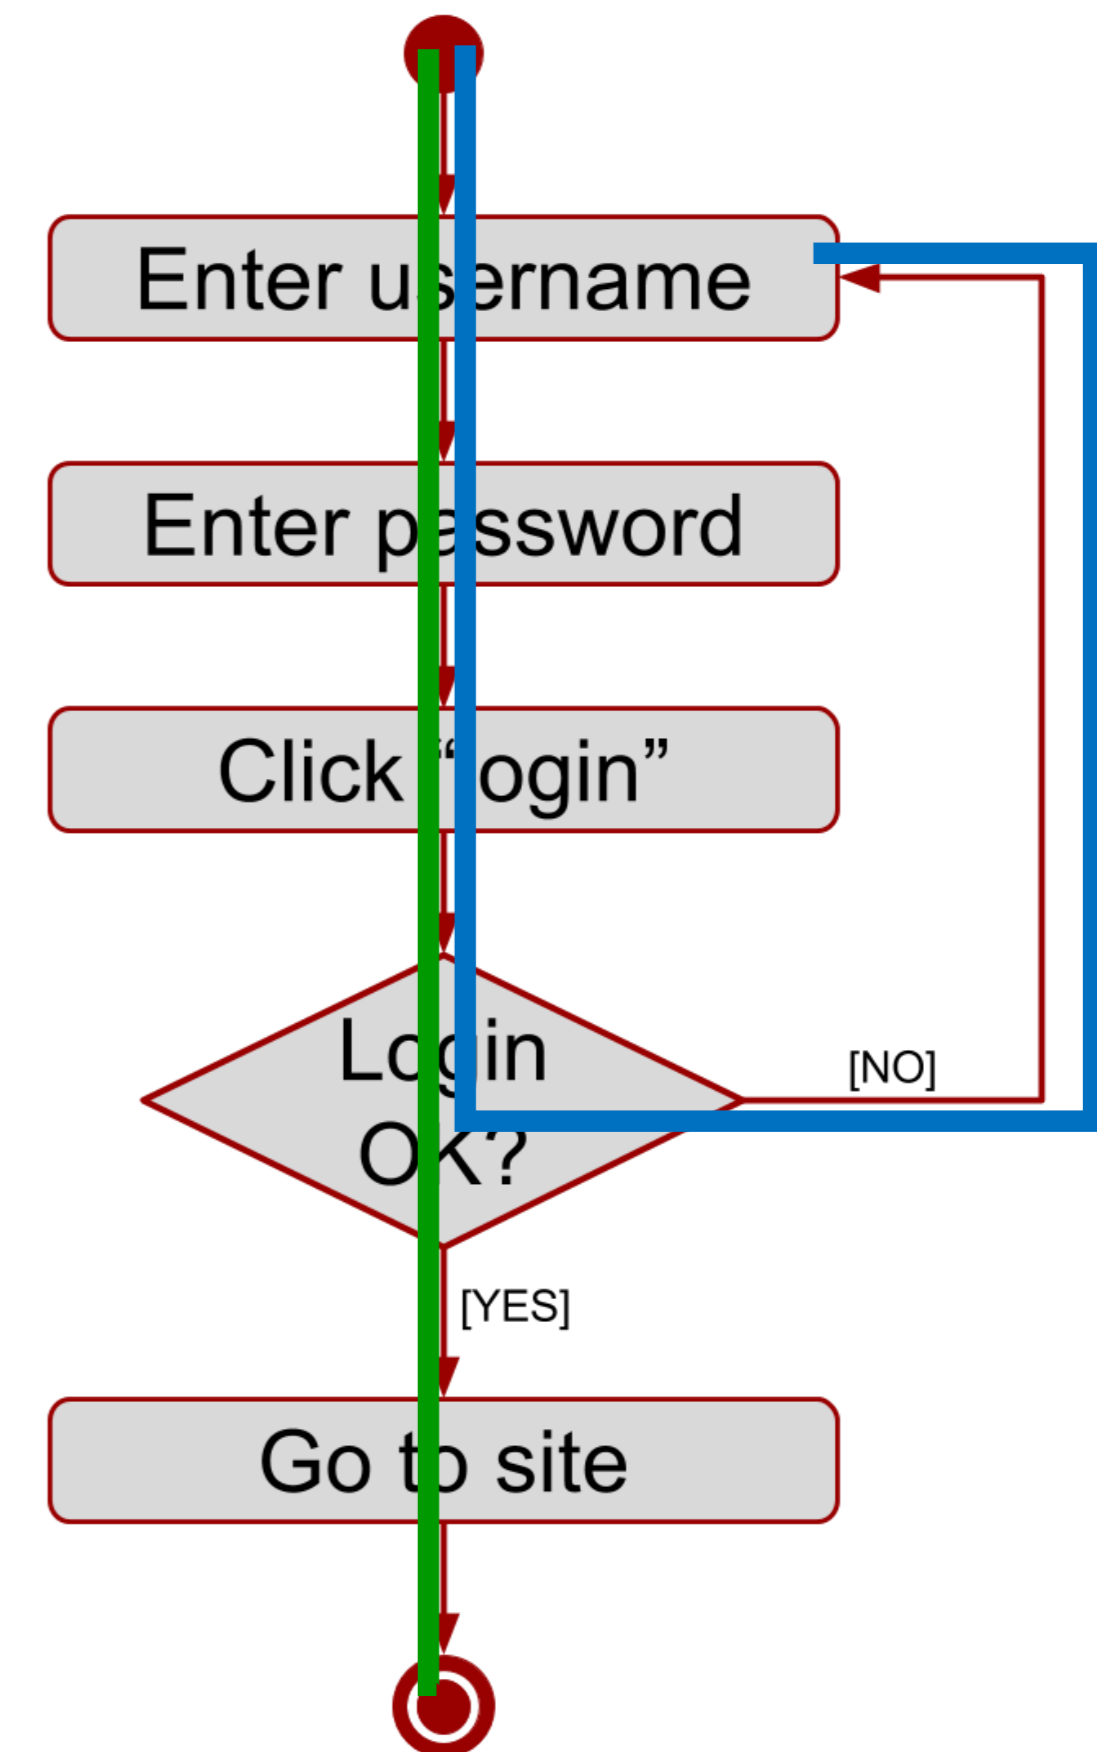 Enter username
Enter password
Click “login”
Login
OK?
[NO]
[YES]
Go to site